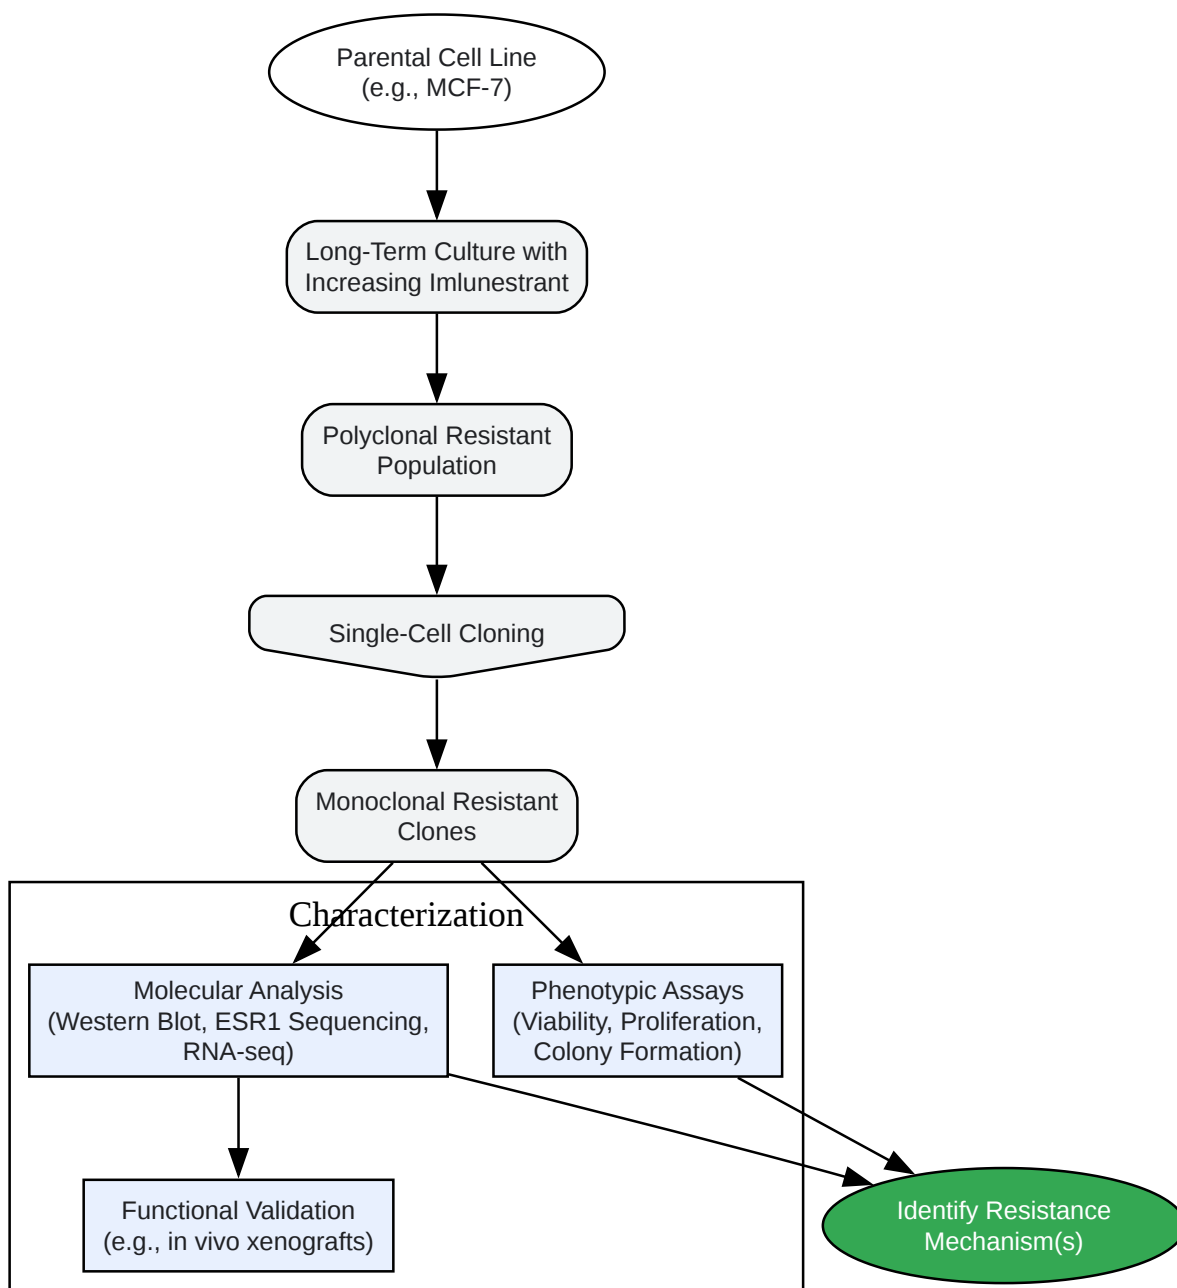 Parental Cell Line
(e.g., MCF-7)
Long-Term Culture with
Increasing Imlunestrant
Polyclonal Resistant
Population
Single-Cell Cloning
Monoclonal Resistant
Clones
Characterization
Molecular Analysis
(Western Blot, ESR1 Sequencing,
RNA-seq)
Phenotypic Assays
(Viability, Proliferation,
Colony Formation)
Functional Validation
(e.g., in vivo xenografts)
Identify Resistance
Mechanism(s)